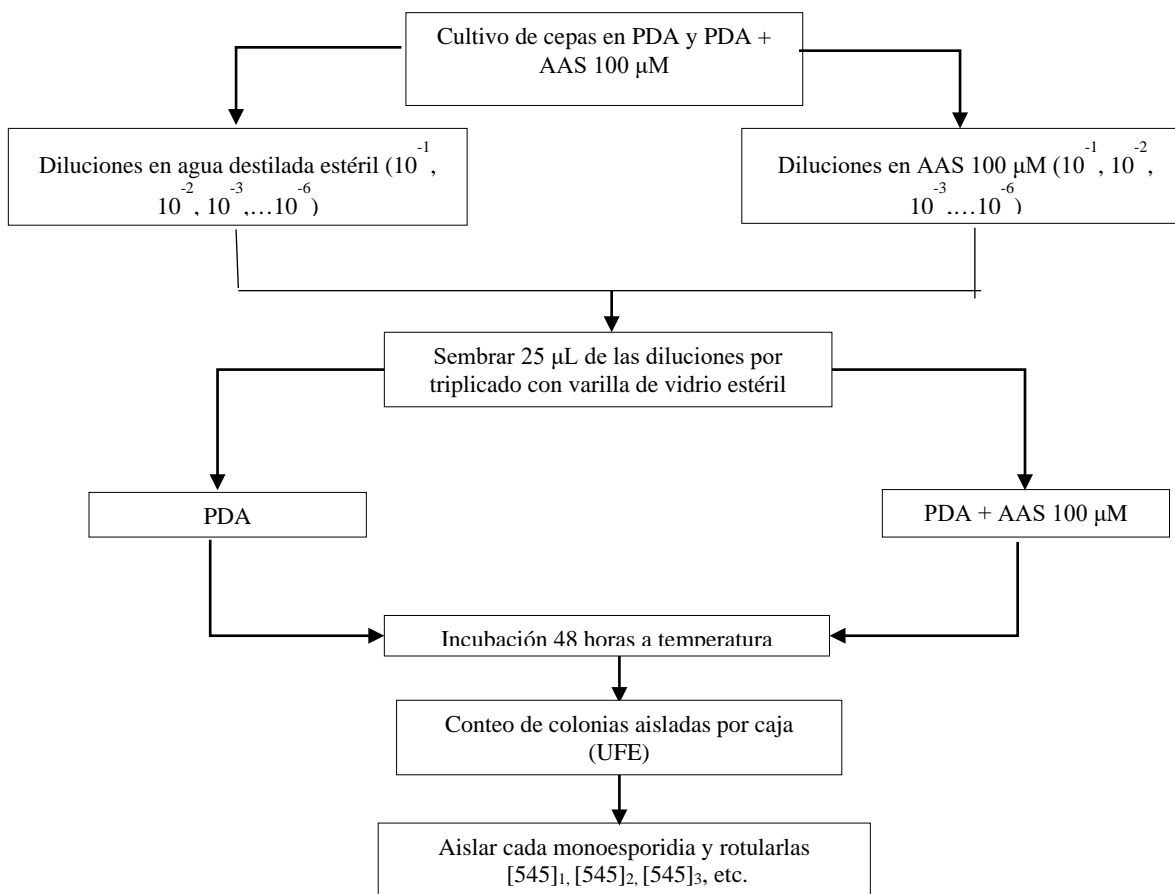 Cultivo de cepas en PDA y PDA +
AAS 100 μM
Diluciones en agua destilada estéril (10⁻¹,
10⁻², 10⁻³,…10⁻⁶)
Diluciones en AAS 100 μM (10⁻¹, 10⁻²,
10⁻³,…10⁻⁶)
Sembrar 25 μL de las diluciones por
triplicado con varilla de vidrio estéril
PDA
PDA + AAS 100 μM
Incubación 48 horas a temperatura
Conteo de colonias aisladas por caja
(UFE)
Aislar cada monoesporidia y rotularlas
[545]₁, [545]₂, [545]₃, etc.